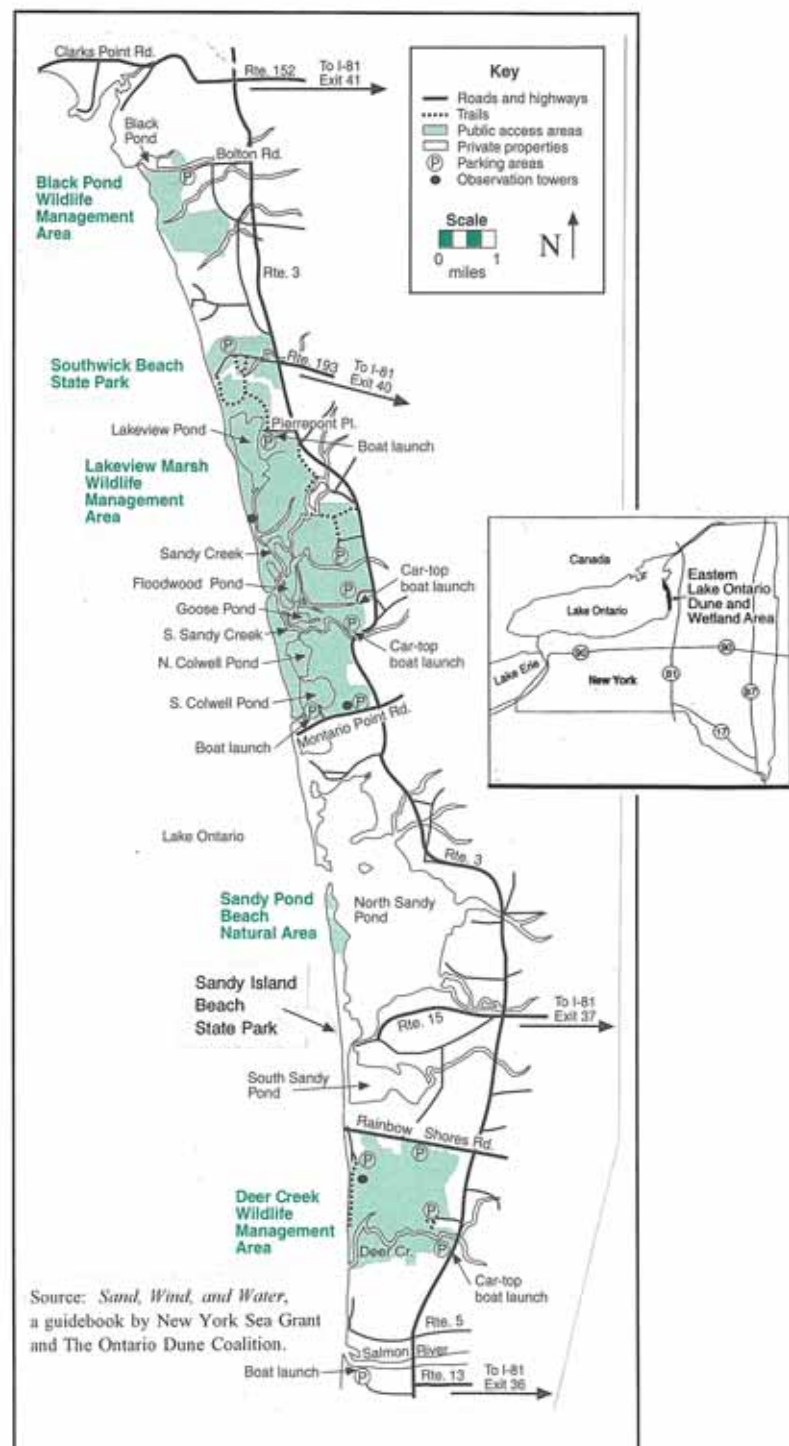 Clarks Point Rd.
Rte. 152
To I-81
Exit 41
Key
Roads and highways
Trails
Public access areas
Private properties
P Parking areas
Observation towers
Scale
0 1
miles
N
Black
Pond
Bolton Rd.
P
Black Pond
Wildlife
Management
Area
Rte. 3
P
Southwick Beach
State Park
Rte. 193
To I-81
Exit 40
Pierrepont Pl.
Lakeview Pond
P
Boat launch
Lakeview Marsh
Wildlife
Management
Area
Sandy Creek
P
Floodwood Pond
P
Car-top
boat launch
Goose Pond
P
S. Sandy Creek
Car-top
boat launch
N. Colwell Pond
S. Colwell Pond
P
P
Montario Point Rd.
Boat launch
Canada
Lake Ontario
Eastern
Lake Ontario
Dune and
Wetland Area
Lake Erie
90
90
New York
81
87
17
Lake Ontario
Rte. 3
Sandy Pond
Beach
Natural Area
North Sandy
Pond
Sandy Island
Beach
State Park
Rte. 15
To I-81
Exit 37
South Sandy
Pond
Rainbow Shores Rd.
P
P
Deer Creek
Wildlife
Management
Area
P
Deer Cr.
P
Car-top
boat launch
Source: Sand, Wind, and Water,
a guidebook by New York Sea Grant
and The Ontario Dune Coalition.
Rte. 5
Salmon River
Boat launch
P
Rte. 13
To I-81
Exit 36